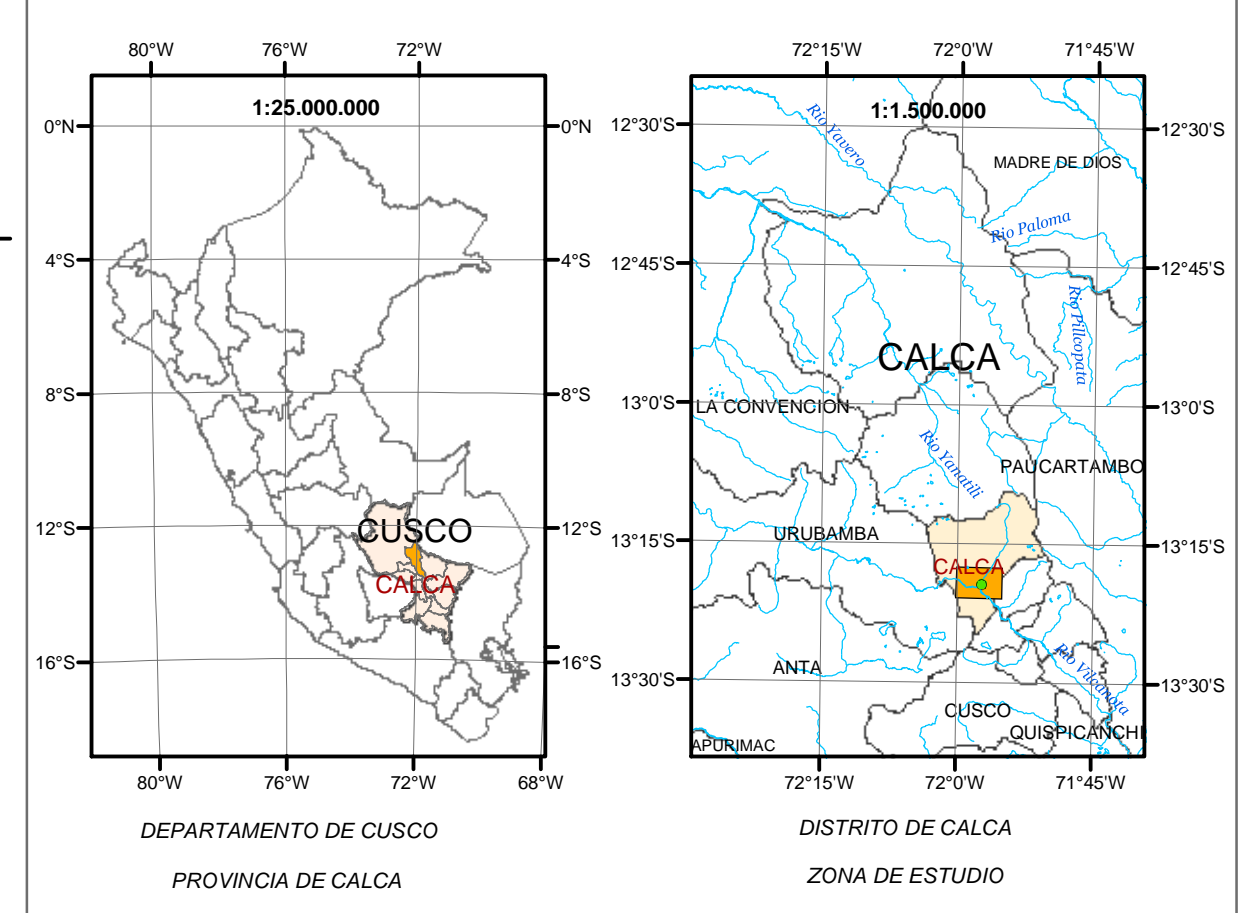 80°W 76°W 72°W
1:25.000.000
0°N 0°N
4°S 4°S
8°S 8°S
12°S 12°S
CUSCO
CALCA
16°S 16°S
80°W 76°W 72°W 68°W
DEPARTAMENTO DE CUSCO
PROVINCIA DE CALCA
72°15'W 72°0'W 71°45'W
1:1.500.000
12°30'S 12°30'S
Rio Yavero
MADRE DE DIOS
Rio Paloma
12°45'S 12°45'S
Rio Pillcopata
CALCA
13°0'S 13°0'S
LA CONVENCION
Rio Yanatili
PAUCARTAMBO
URUBAMBA
13°15'S 13°15'S
CALCA
Rio Vilcanota
ANTA
13°30'S 13°30'S
CUSCO
QUISPICANCHI
APURIMAC
72°15'W 72°0'W 71°45'W
DISTRITO DE CALCA
ZONA DE ESTUDIO